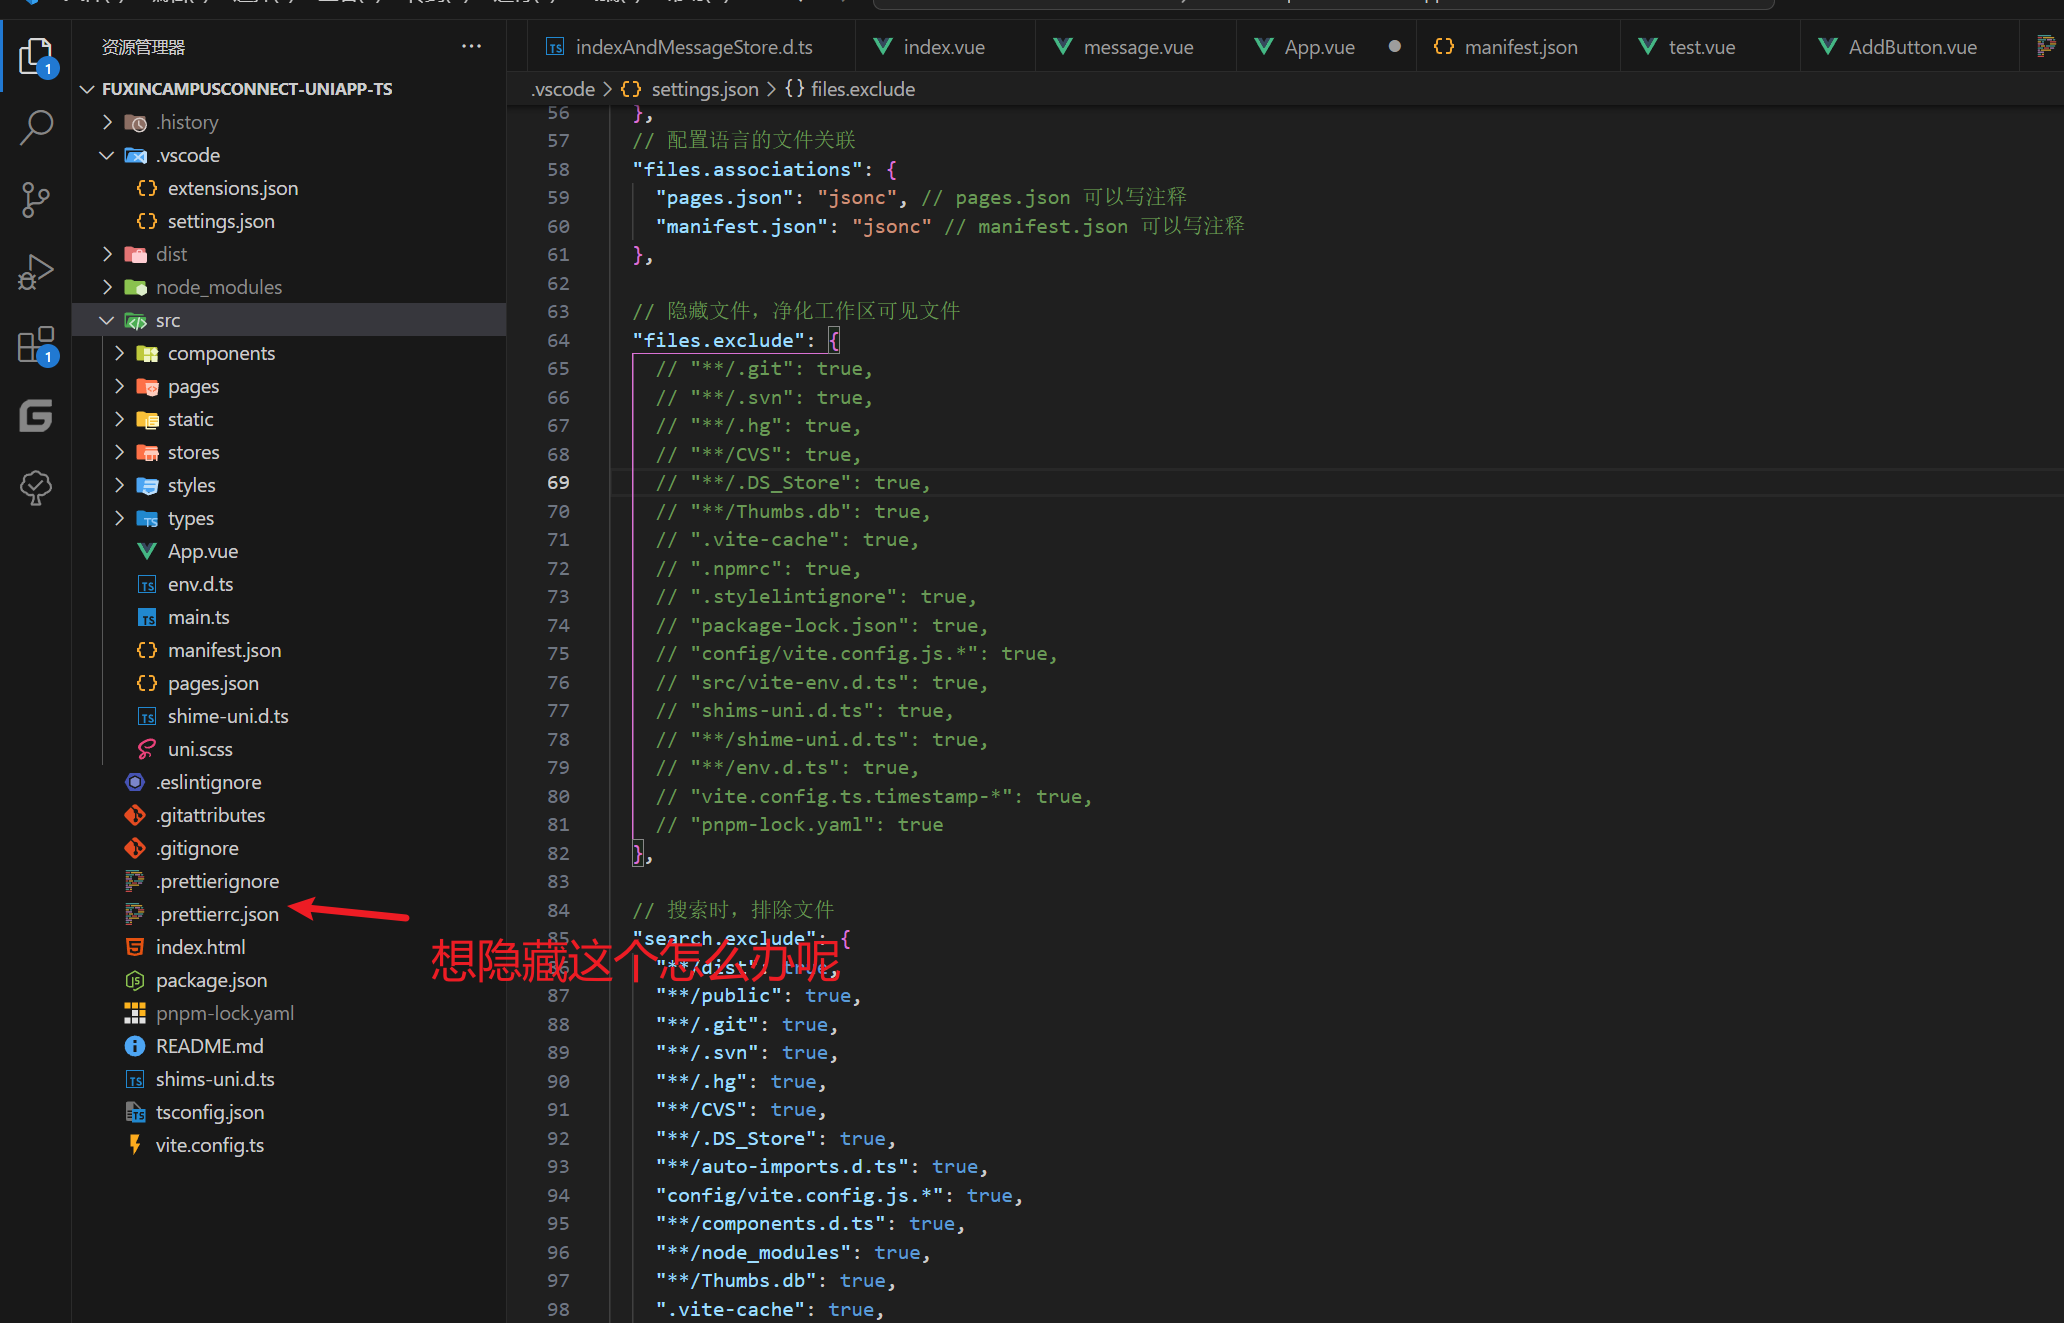 资源管理器
FUXINCAMPUSCONNECT-UNIAPP-TS
.history
.vscode
extensions.json
settings.json
dist
node_modules
src
components
pages
static
stores
styles
types
App.vue
env.d.ts
main.ts
manifest.json
pages.json
shime-uni.d.ts
uni.scss
.eslintignore
.gitattributes
.gitignore
.prettierignore
.prettierrc.json
index.html
package.json
pnpm-lock.yaml
README.md
shims-uni.d.ts
tsconfig.json
vite.config.ts
1
1
想隐藏这个怎么办呢
indexAndMessageStore.d.ts index.vue message.vue App.vue manifest.json test.vue AddButton.vue
.vscode > {} settings.json > {} files.exclude
56 },
57 // 配置语言的文件关联
58 "files.associations": {
59 "pages.json": "jsonc", // pages.json 可以写注释
60 "manifest.json": "jsonc" // manifest.json 可以写注释
61 },
62
63 // 隐藏文件，净化工作区可见文件
64 "files.exclude": {
65 // "**/.git": true,
66 // "**/.svn": true,
67 // "**/.hg": true,
68 // "**/CVS": true,
69 // "**/.DS_Store": true,
70 // "**/Thumbs.db": true,
71 // ".vite-cache": true,
72 // ".npmrc": true,
73 // ".stylelintignore": true,
74 // "package-lock.json": true,
75 // "config/vite.config.js.*": true,
76 // "src/vite-env.d.ts": true,
77 // "shims-uni.d.ts": true,
78 // "**/shime-uni.d.ts": true,
79 // "**/env.d.ts": true,
80 // "vite.config.ts.timestamp-*": true,
81 // "pnpm-lock.yaml": true
82 },
83
84 // 搜索时，排除文件
85 "search.exclude": {
86 "**/dist": true,
87 "**/public": true,
88 "**/.git": true,
89 "**/.svn": true,
90 "**/.hg": true,
91 "**/CVS": true,
92 "**/.DS_Store": true,
93 "**/auto-imports.d.ts": true,
94 "config/vite.config.js.*": true,
95 "**/components.d.ts": true,
96 "**/node_modules": true,
97 "**/Thumbs.db": true,
98 ".vite-cache": true,